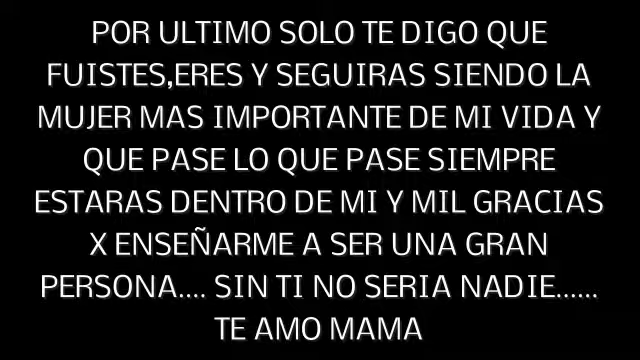 POR ULTIMO SOLO TE DIGO QUE
FUISTES,ERES Y SEGUIRAS SIENDO LA
MUJER MAS IMPORTANTE DE MI VIDA Y
QUE PASE LO QUE PASE SIEMPRE
ESTARAS DENTRO DE MI Y MIL GRACIAS
X ENSEÑARME A SER UNA GRAN
PERSONA.... SIN TI NO SERIA NADIE......
TE AMO MAMA